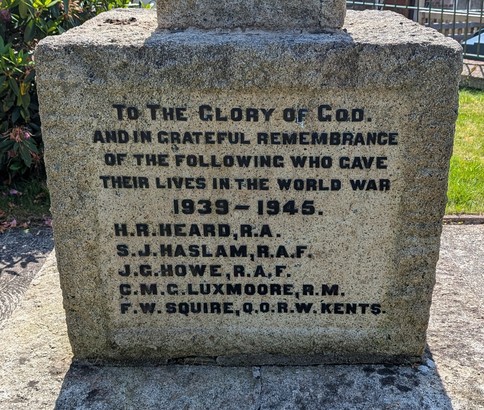 TO THE GLORY OF GOD.
AND IN GRATEFUL REMEMBRANCE
OF THE FOLLOWING WHO GAVE
THEIR LIVES IN THE WORLD WAR
1939-1945.
H.R.HEARD, R.A.
S.J.HASLAM, R.A.F.
J.G.HOWE, R.A.F.
C.M.G.LUXMOORE, R.M.
F.W.SQUIRE, Q.O.R.W.KENTS.